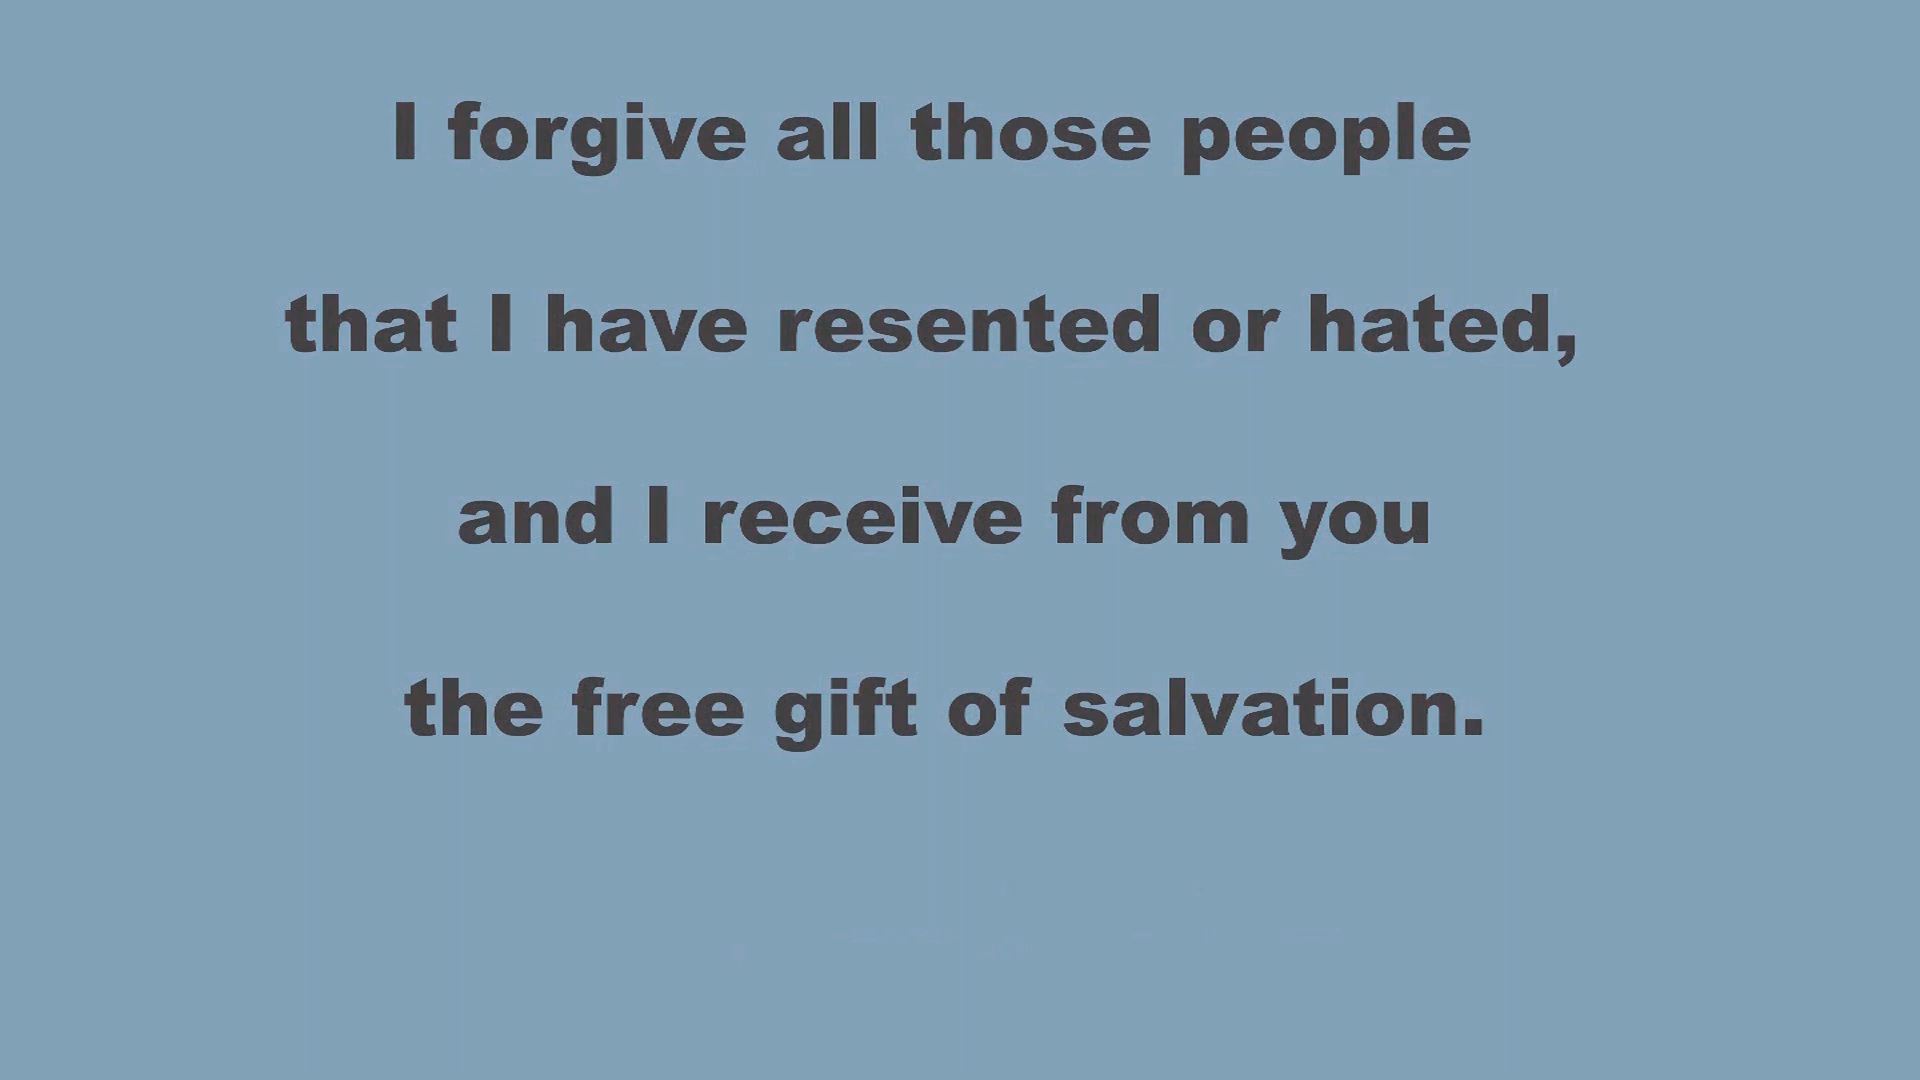 I forgive all those people
that I have resented or hated,
and I receive from you
the free gift of salvation.